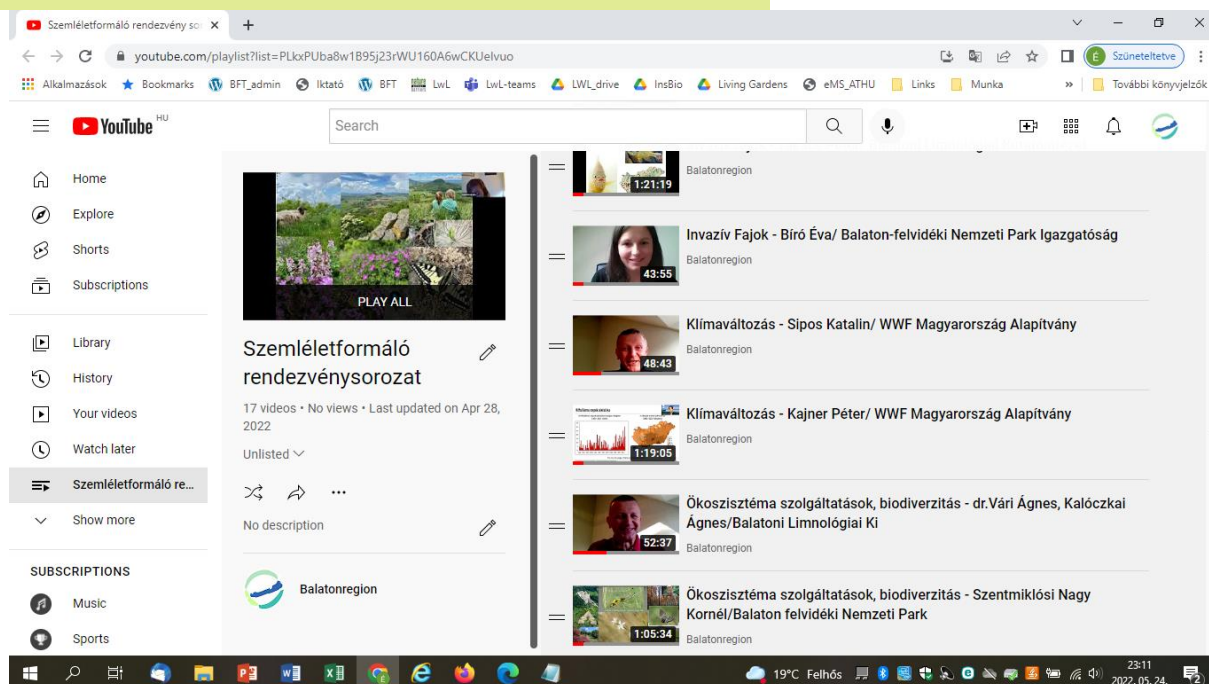 Szemléletformáló rendezvény so
youtube.com/playlist?list=PLkxPUba8w1B95j23rWU160A6wCKUelvuo
É Szüneteltetve
Alkalmazások Bookmarks BFT_admin Iktató BFT LwL LwL-teams LWL_drive InsBio Living Gardens eMS_ATHU Links Munka » További könyvjelzők
YouTube HU
Search
Home
Explore
Shorts
Subscriptions
Library
History
Your videos
Watch later
Szemléletformáló re...
Show more
SUBSCRIPTIONS
Music
Sports
PLAY ALL
Szemléletformáló
rendezvénysorozat
17 videos • No views • Last updated on Apr 28,
2022
Unlisted
No description
Balatonregion
Balatonregion
1:21:19
Invazív Fajok - Bíró Éva/ Balaton-felvidéki Nemzeti Park Igazgatóság
Balatonregion
43:55
Klímaváltozás - Sipos Katalin/ WWF Magyarország Alapítvány
Balatonregion
48:43
Klímaváltozás - Kajner Péter/ WWF Magyarország Alapítvány
Balatonregion
1:19:05
Ökoszisztéma szolgáltatások, biodiverzitás - dr.Vári Ágnes, Kalóczkai
Ágnes/Balatoni Limnológiai Ki
Balatonregion
52:37
Ökoszisztéma szolgáltatások, biodiverzitás - Szentmiklósi Nagy
Kornél/Balaton felvidéki Nemzeti Park
Balatonregion
1:05:34
19°C Felhős
23:11
2022. 05. 24.
2